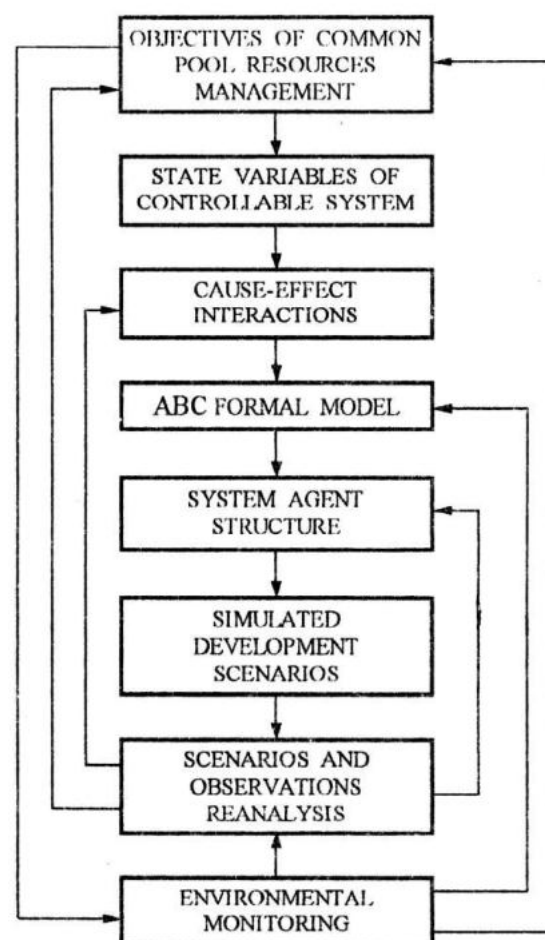 OBJECTIVES OF COMMON
POOL RESOURCES
MANAGEMENT
STATE VARIABLES OF
CONTROLLABLE SYSTEM
CAUSE-EFFECT
INTERACTIONS
ABC FORMAL MODEL
SYSTEM AGENT
STRUCTURE
SIMULATED
DEVELOPMENT
SCENARIOS
SCENARIOS AND
OBSERVATIONS
REANALYSIS
ENVIRONMENTAL
MONITORING